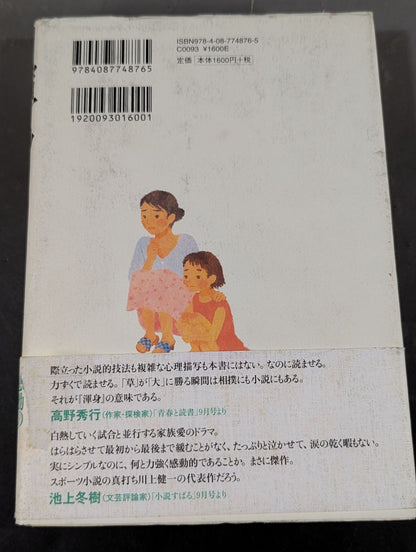 ISBN978-4-08-774876-5
C0093 ¥1600E
定価 本体1600円+税
9784087748765
1920093016001
際立った小説的技法も複雑な心理描写も本書にはない。なのに読ませる。
力ずくで読ませる。「草」が「大」に勝る瞬間は相撲にも小説にもある。
それが『渾身』の意味である。
高野秀行(作家・探検家)「青春と読書」9月号より
白熱していく試合と並行する家族愛のドラマ。
はらはらさせて最初から最後まで緩むことがなく、たっぷりと泣かせて、涙の乾く暇もない。
実にシンプルなのに、何と力強く感動的であることか。まさに傑作。
スポーツ小説の真打ち川上健一の代表作だろう。
池上冬樹(文芸評論家)「小説すばる」9月号より